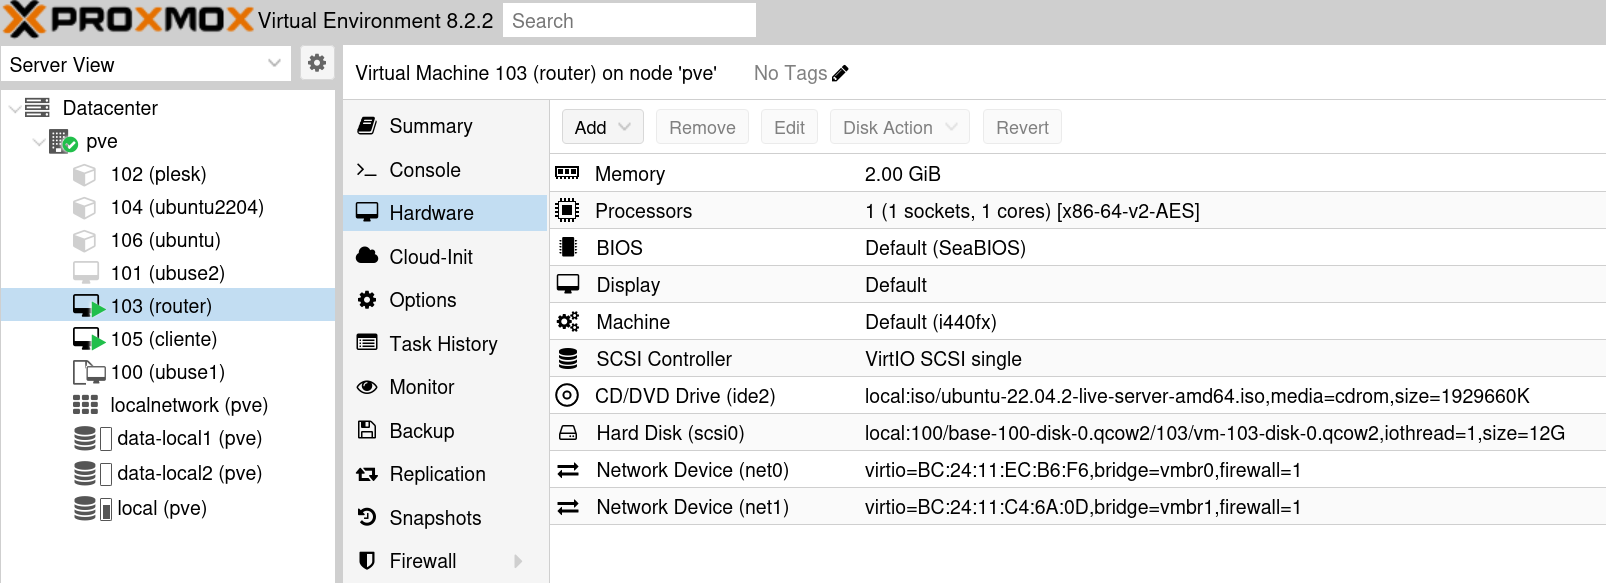 PROXMOX Virtual Environment 8.2.2 Search
Server View
Datacenter
pve
102 (plesk)
104 (ubuntu2204)
106 (ubuntu)
101 (ubuse2)
103 (router)
105 (cliente)
100 (ubuse1)
localnetwork (pve)
data-local1 (pve)
data-local2 (pve)
local (pve)
Virtual Machine 103 (router) on node 'pve' No Tags
Summary
Console
Hardware
Cloud-Init
Options
Task History
Monitor
Backup
Replication
Snapshots
Firewall
Add Remove Edit Disk Action Revert
Memory 2.00 GiB
Processors 1 (1 sockets, 1 cores) [x86-64-v2-AES]
BIOS Default (SeaBIOS)
Display Default
Machine Default (i440fx)
SCSI Controller VirtIO SCSI single
CD/DVD Drive (ide2) local:iso/ubuntu-22.04.2-live-server-amd64.iso,media=cdrom,size=1929660K
Hard Disk (scsi0) local:100/base-100-disk-0.qcow2/103/vm-103-disk-0.qcow2,iothread=1,size=12G
Network Device (net0) virtio=BC:24:11:EC:B6:F6,bridge=vmbr0,firewall=1
Network Device (net1) virtio=BC:24:11:C4:6A:0D,bridge=vmbr1,firewall=1